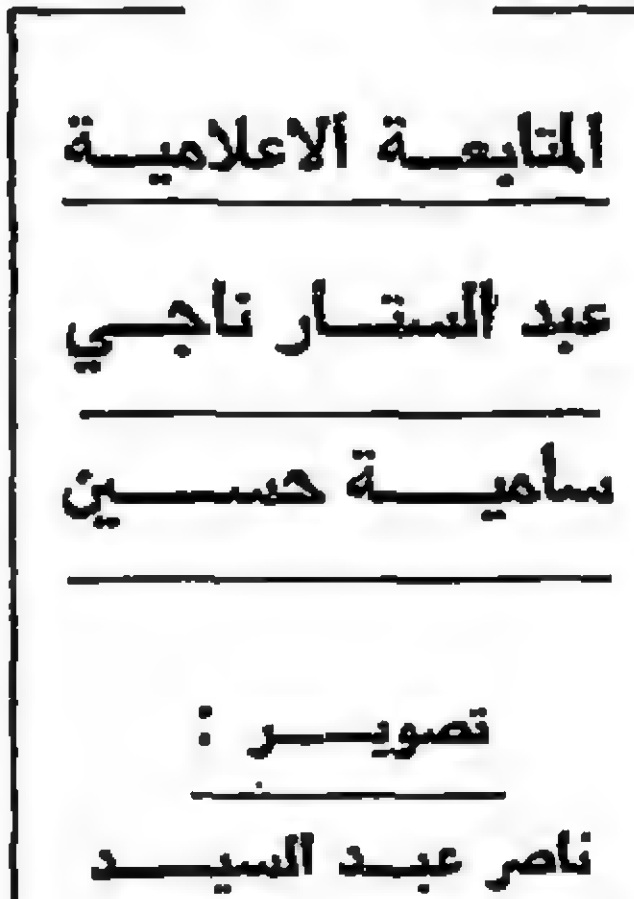 المتابعة الاعلامية
عبد الستار ناجي
سامية حسين
تصوير :
ناصر عبد السيد